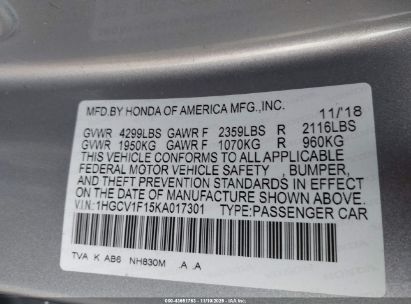 MFD.BY HONDA OF AMERICA MFG.,INC. 11/'18
GVWR 4299LBS GAWR F 2359LBS R 2116LBS
GVWR 1950KG GAWR F 1070KG R 960KG
THIS VEHICLE CONFORMS TO ALL APPLICABLE
FEDERAL MOTOR VEHICLE SAFETY , BUMPER,
AND THEFT PREVENTION STANDARDS IN EFFECT
ON THE DATE OF MANUFACTURE SHOWN ABOVE.
V.I.N:1HGCV1F15KA017301 TYPE:PASSENGER CAR
TVA K AB6 NH830M .A .A